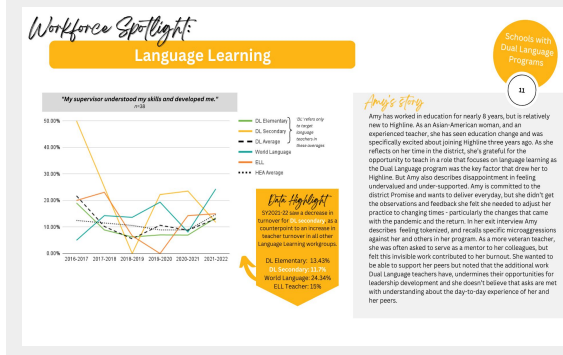 Workforce Spotlight:
Language Learning
Schools with
Dual Language
Programs
11
"My supervisor understood my skills and developed me."
n=38
50.00%
40.00%
30.00%
20.00%
10.00%
0.00%
2016-2017
2017-2018
2018-2019
2019-2020
2020-2021
2021-2022
DL Elementary
DL Secondary
DL Average
World Language
ELL
HEA Average
'DL' refers only
to target
language
teachers in
these averages
Data Highlight
SY2021-22 saw a decrease in
turnover for DL secondary as a
counterpoint to an increase in
teacher turnover in all other
Language Learning workgroups.
DL Elementary: 13.43%
DL Secondary: 11.7%
World Language: 24.34%
ELL Teacher: 15%
Amy's story
Amy has worked in education for nearly 8 years, but is relatively
new to Highline. As an Asian-American woman, and an
experienced teacher, she has seen education change and was
specifically excited about joining Highline three years ago. As she
reflects on her time in the district, she's grateful for the
opportunity to teach in a role that focuses on language learning as
the Dual Language program was the key factor that drew her to
Highline. But Amy also describes disappointment in feeling
undervalued and under-supported. Amy is committed to the
district Promise and wants to deliver everyday, but she didn't get
the observations and feedback she felt she needed to adjust her
practice to changing times - particularly the changes that came
with the pandemic and the return. In her exit interview Amy
describes feeling tokenized, and recalls specific microaggressions
against her and others in her program. As a more veteran teacher,
she was often asked to serve as a mentor to her colleagues, but
felt this invisible work contributed to her burnout. She wanted to
be able to support her peers but noted that the additional work
Dual Language teachers have, undermines their opportunities for
leadership development and she doesn't believe that asks are met
with understanding about the day-to-day experience of her and
her peers.